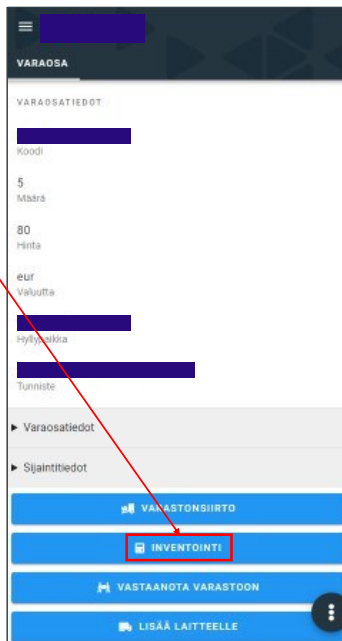 VARAOSA
VARAOSATIEDOT
Koodi
5
Määrä
80
Hinta
eur
Valuutta
Hyllypaikka
Tunniste
Varaosatiedot
Sijaintitiedot
VARASTONSIIRTO
INVENTOINTI
VASTAANOTA VARASTOON
LISÄÄ LAITTEELLE